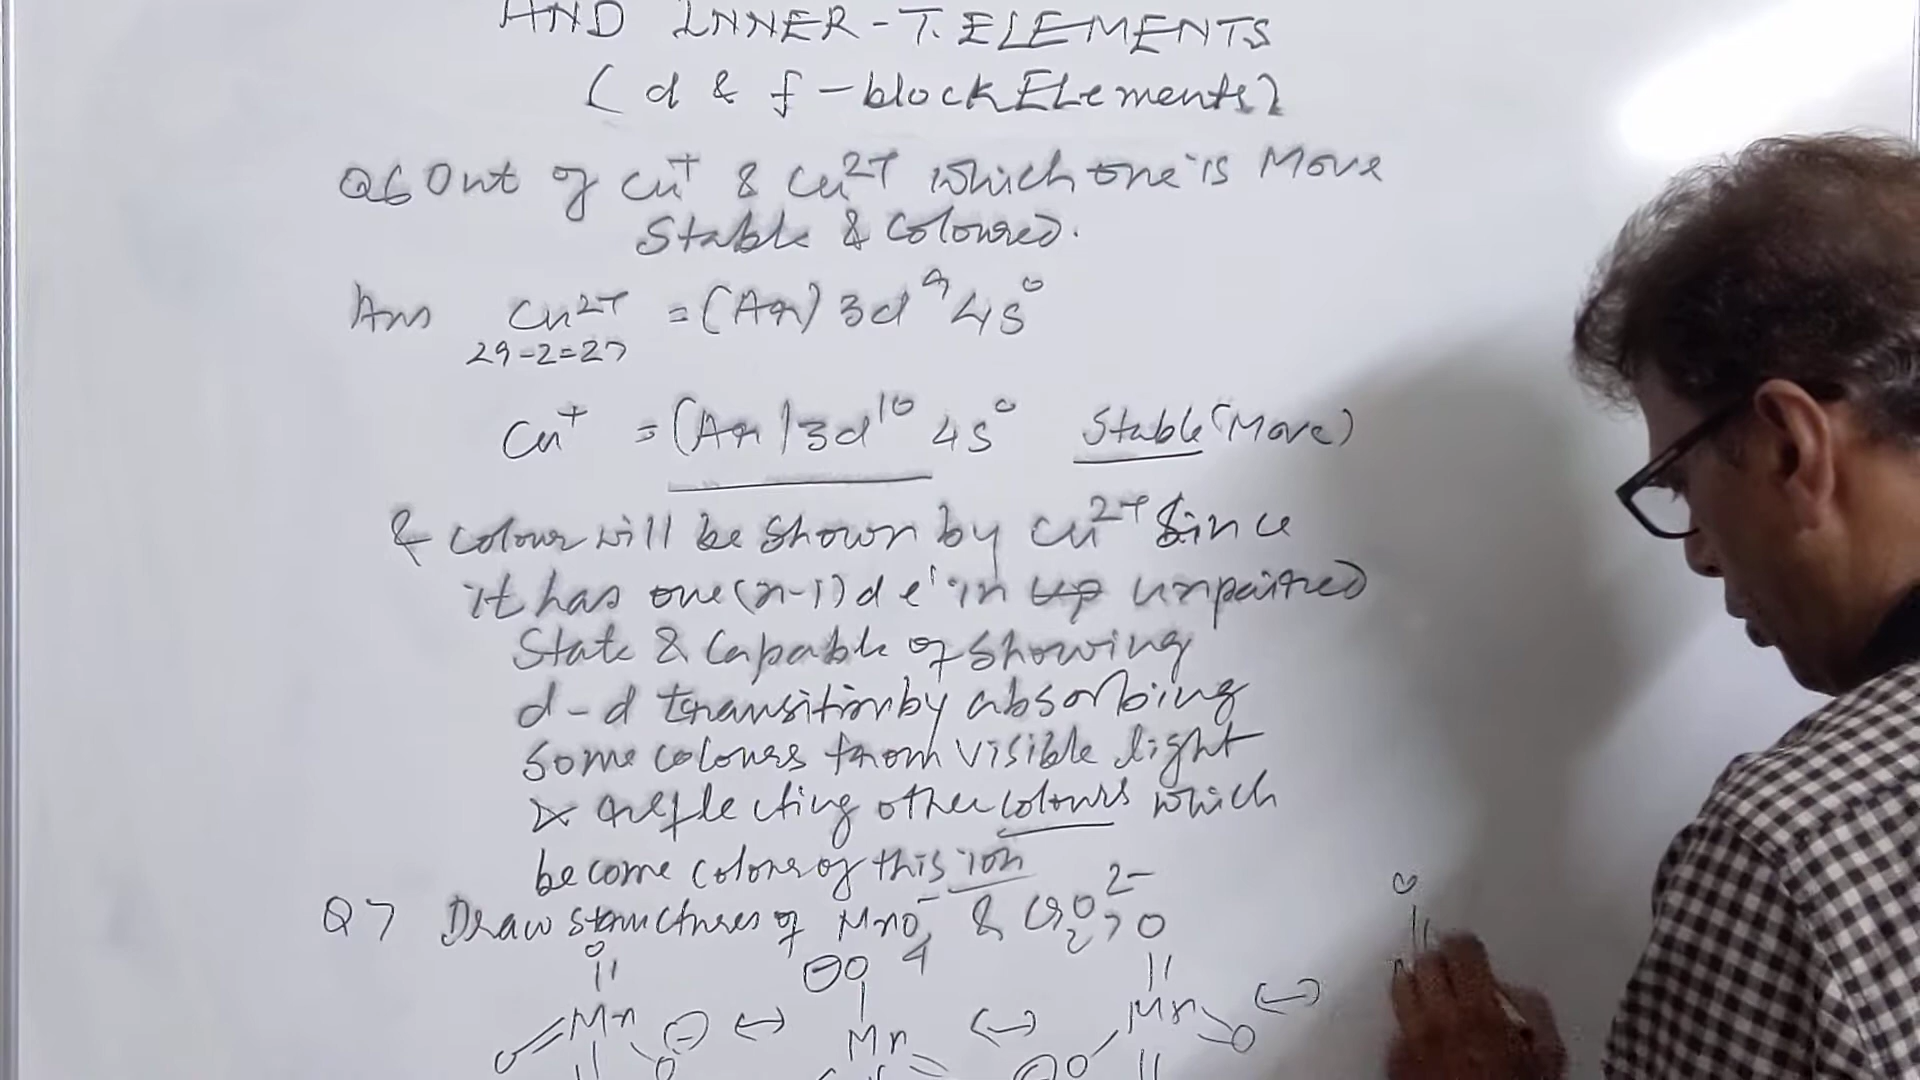 AND INNER-T.ELEMENTS
(d & f-block ELements)
Q6 Out of Cu⁺ & Cu²⁺ which one is More
Stable & Coloured.
Ans Cu²⁺ = (Ar) 3d⁹ 4s⁰
29-2=27
Cu⁺ = (Ar) 3d¹⁰ 4s⁰ Stable (More)
& colour will be shown by Cu²⁺ Since
it has one (n-1)d e⁻ in unpaired
State & Capable of showing
d-d transition by absorbing
some colours from visible light
& reflecting other colours which
become colour of this ion
Q7 Draw structures of MnO₄⁻ & Cr₂O₇²⁻
O ⊖O O O
Mn ⊖ ↔ Mn ↔ Mn ↔
O O ⊖O O